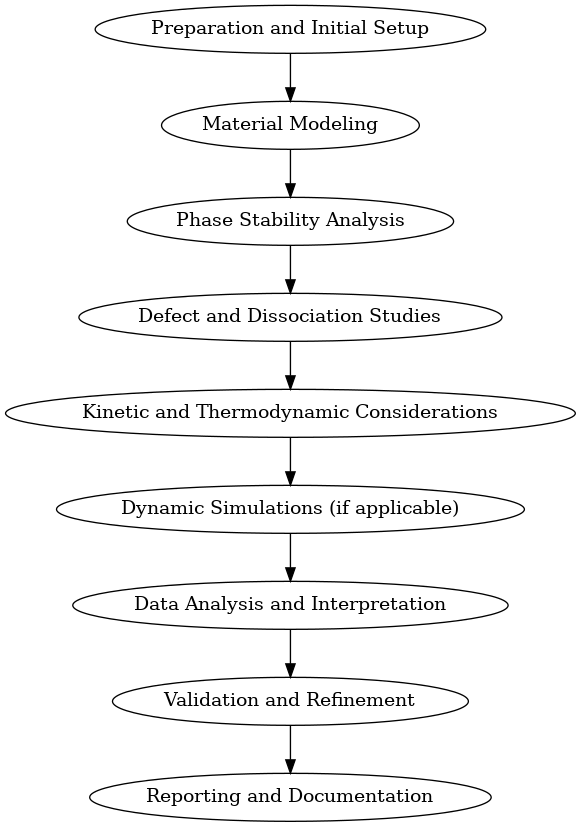 Preparation and Initial Setup
Material Modeling
Phase Stability Analysis
Defect and Dissociation Studies
Kinetic and Thermodynamic Considerations
Dynamic Simulations (if applicable)
Data Analysis and Interpretation
Validation and Refinement
Reporting and Documentation